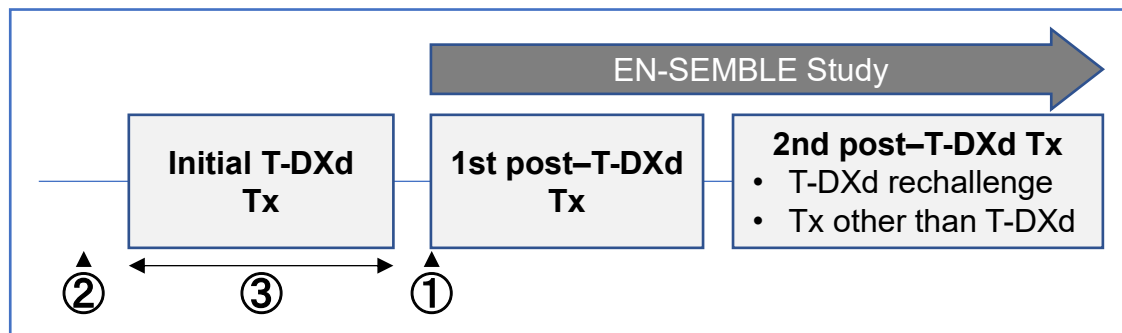 EN-SEMBLE Study
Initial T-DXd
Tx
1st post–T-DXd
Tx
2nd post–T-DXd Tx
• T-DXd rechallenge
• Tx other than T-DXd
② ③ ①